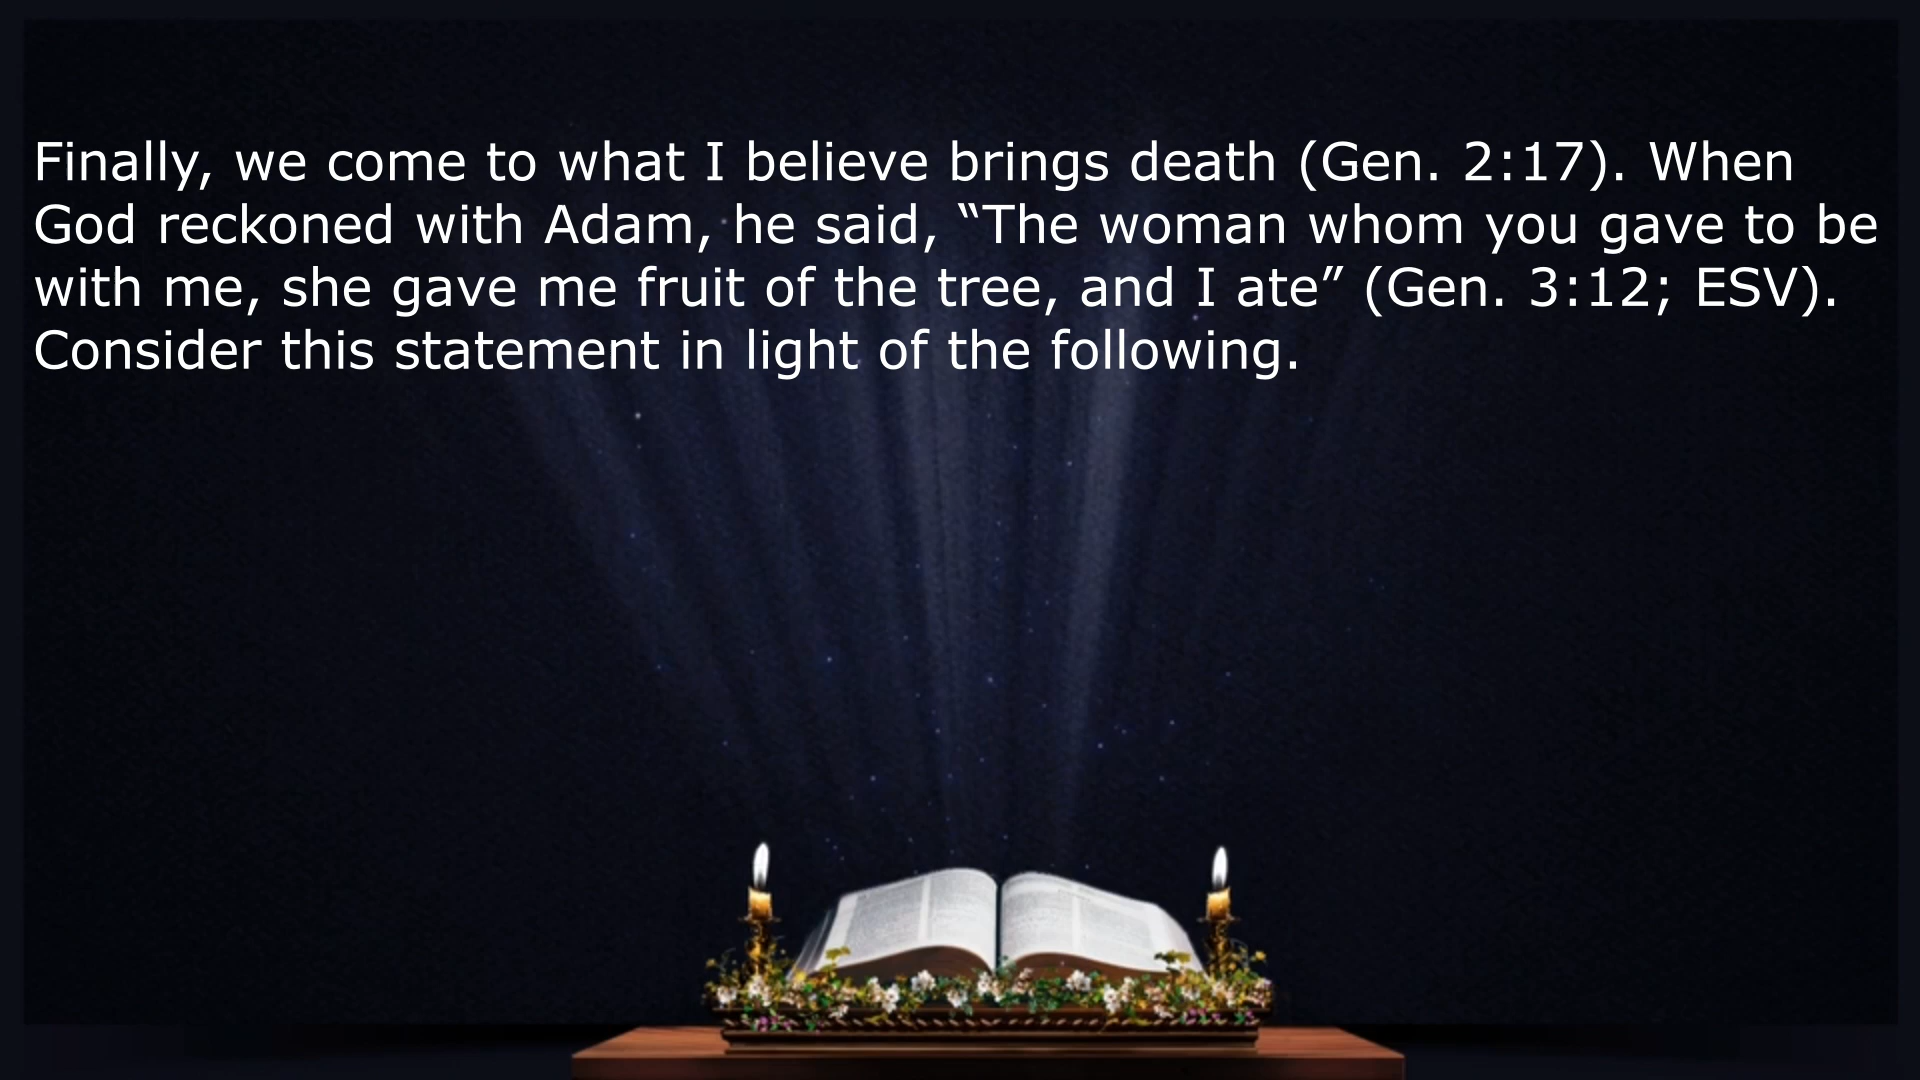 Finally, we come to what I believe brings death (Gen. 2:17). When
God reckoned with Adam, he said, “The woman whom you gave to be
with me, she gave me fruit of the tree, and I ate” (Gen. 3:12; ESV).
Consider this statement in light of the following.